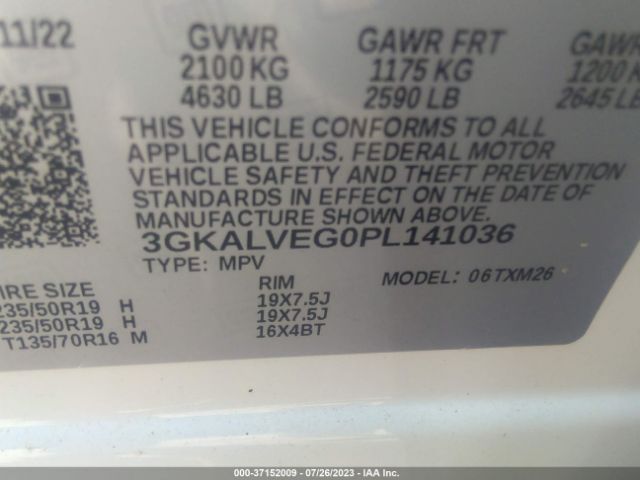 11/22 GVWR GAWR FRT GAWR
2100 KG 1175 KG 1200 KG
4630 LB 2590 LB 2645 LB
THIS VEHICLE CONFORMS TO ALL
APPLICABLE U.S. FEDERAL MOTOR
VEHICLE SAFETY AND THEFT PREVENTION
STANDARDS IN EFFECT ON THE DATE OF
MANUFACTURE SHOWN ABOVE.
3GKALVEG0PL141036
TYPE: MPV MODEL: 06TXM26
IRE SIZE RIM
235/50R19 H 19X7.5J
235/50R19 H 19X7.5J
T135/70R16 M 16X4BT
000-37152009 - 07/26/2023 - IAA Inc.